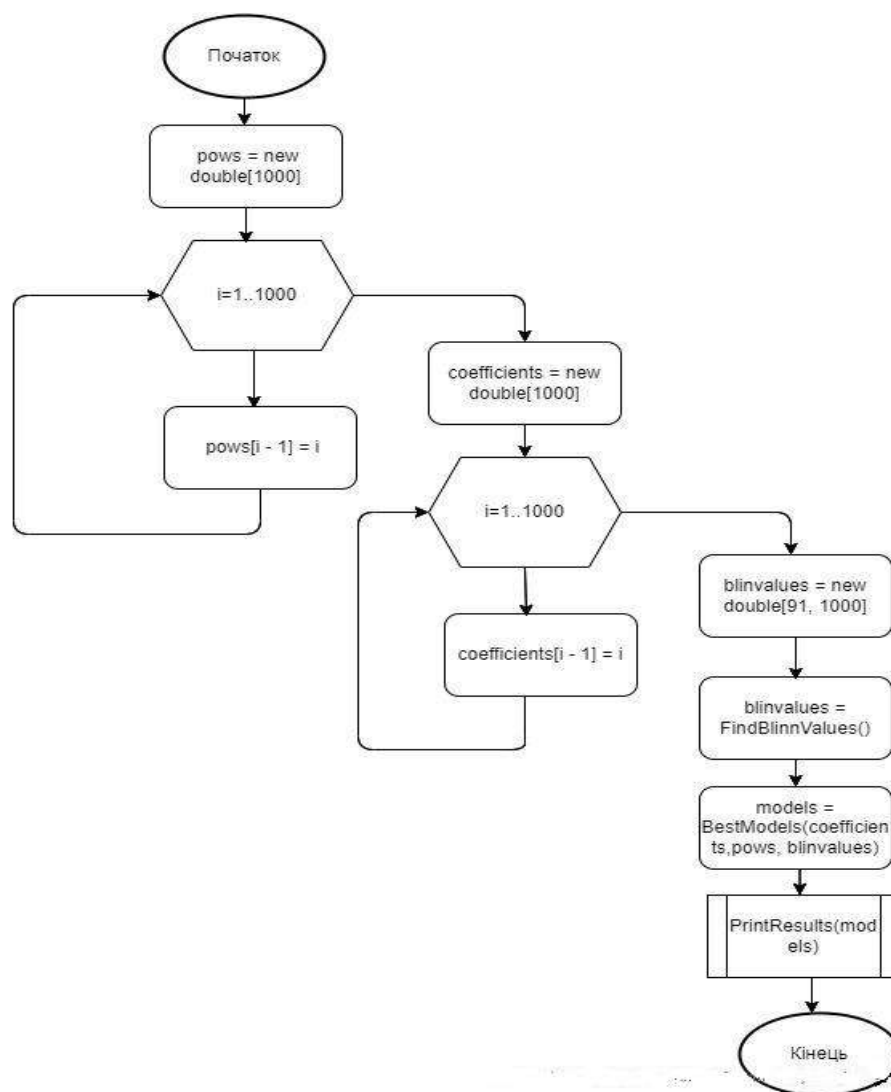 Початок
pows = new
double[1000]
i=1..1000
pows[i - 1] = i
coefficients = new
double[1000]
i=1..1000
coefficients[i - 1] = i
blinvalues = new
double[91, 1000]
blinvalues =
FindBlinnValues()
models =
BestModels(coefficien
ts,pows, blinvalues)
PrintResults(mod
els)
Кінець